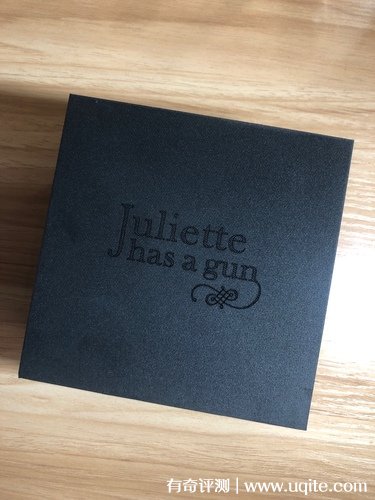 Juliette
has a gun
有奇评测 | www.uqite.com